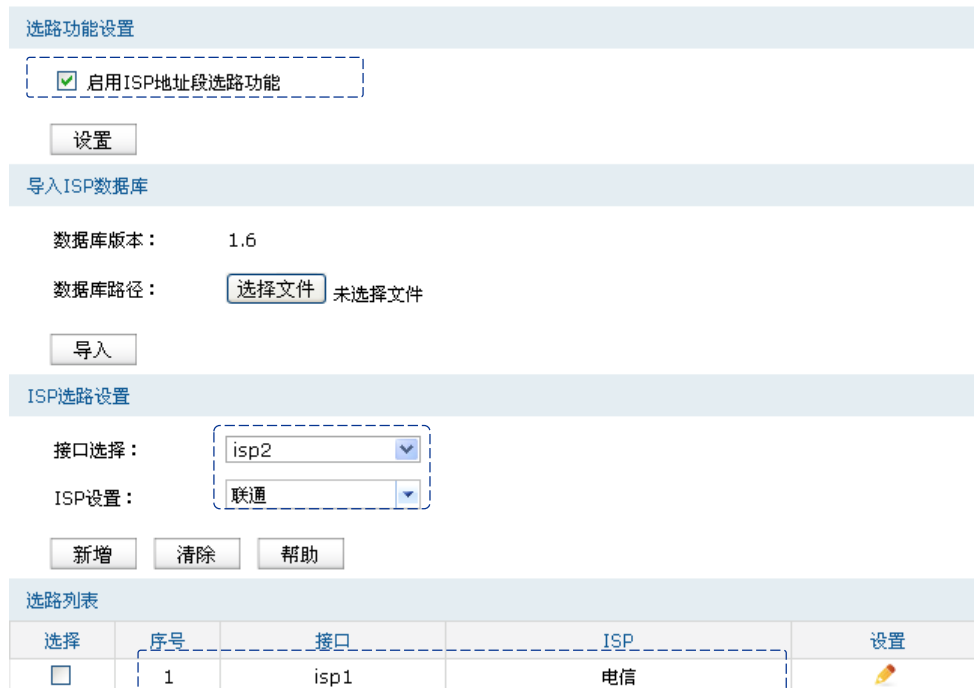 选路功能设置
启用ISP地址段选路功能
设置
导入ISP数据库
数据库版本： 1.6
数据库路径： 选择文件 未选择文件
导入
ISP选路设置
接口选择： isp2
ISP设置： 联通
新增 清除 帮助
选路列表
选择 序号 接口 ISP 设置
1 isp1 电信